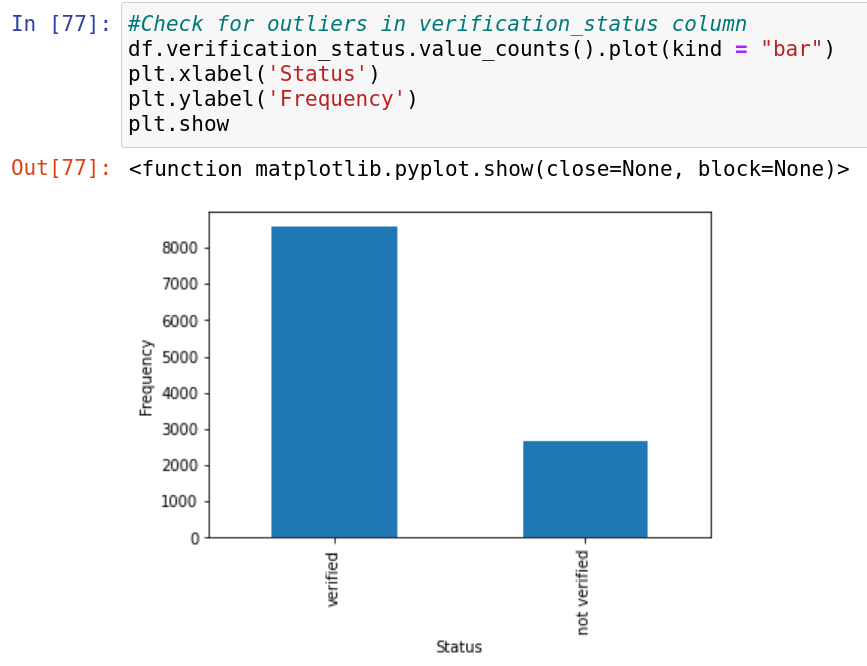 In [77]: #Check for outliers in verification_status column
df.verification_status.value_counts().plot(kind = "bar")
plt.xlabel('Status')
plt.ylabel('Frequency')
plt.show
Out[77]: <function matplotlib.pyplot.show(close=None, block=None)>
8000
7000
6000
5000
4000
3000
2000
1000
0
Frequency
verified
not verified
Status